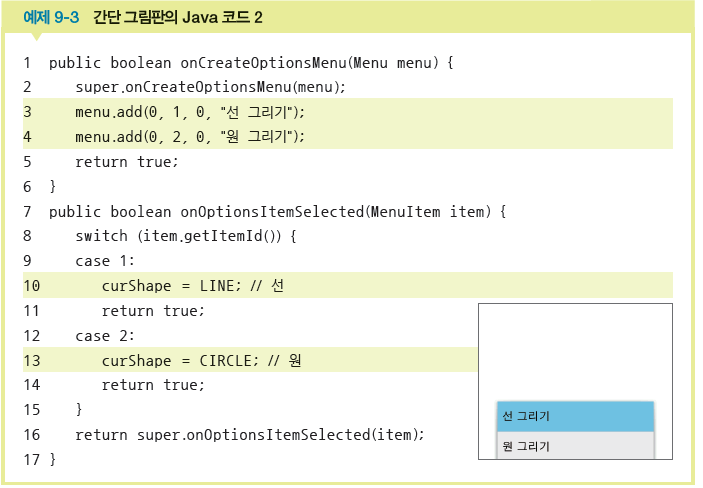 예제 9-3 간단 그림판의 Java 코드 2
1 public boolean onCreateOptionsMenu(Menu menu) {
2 super.onCreateOptionsMenu(menu);
3 menu.add(0, 1, 0, "선 그리기");
4 menu.add(0, 2, 0, "원 그리기");
5 return true;
6 }
7 public boolean onOptionsItemSelected(MenuItem item) {
8 switch (item.getItemId()) {
9 case 1:
10 curShape = LINE; // 선
11 return true;
12 case 2:
13 curShape = CIRCLE; // 원
14 return true;
15 }
16 return super.onOptionsItemSelected(item);
17 }
선 그리기
원 그리기